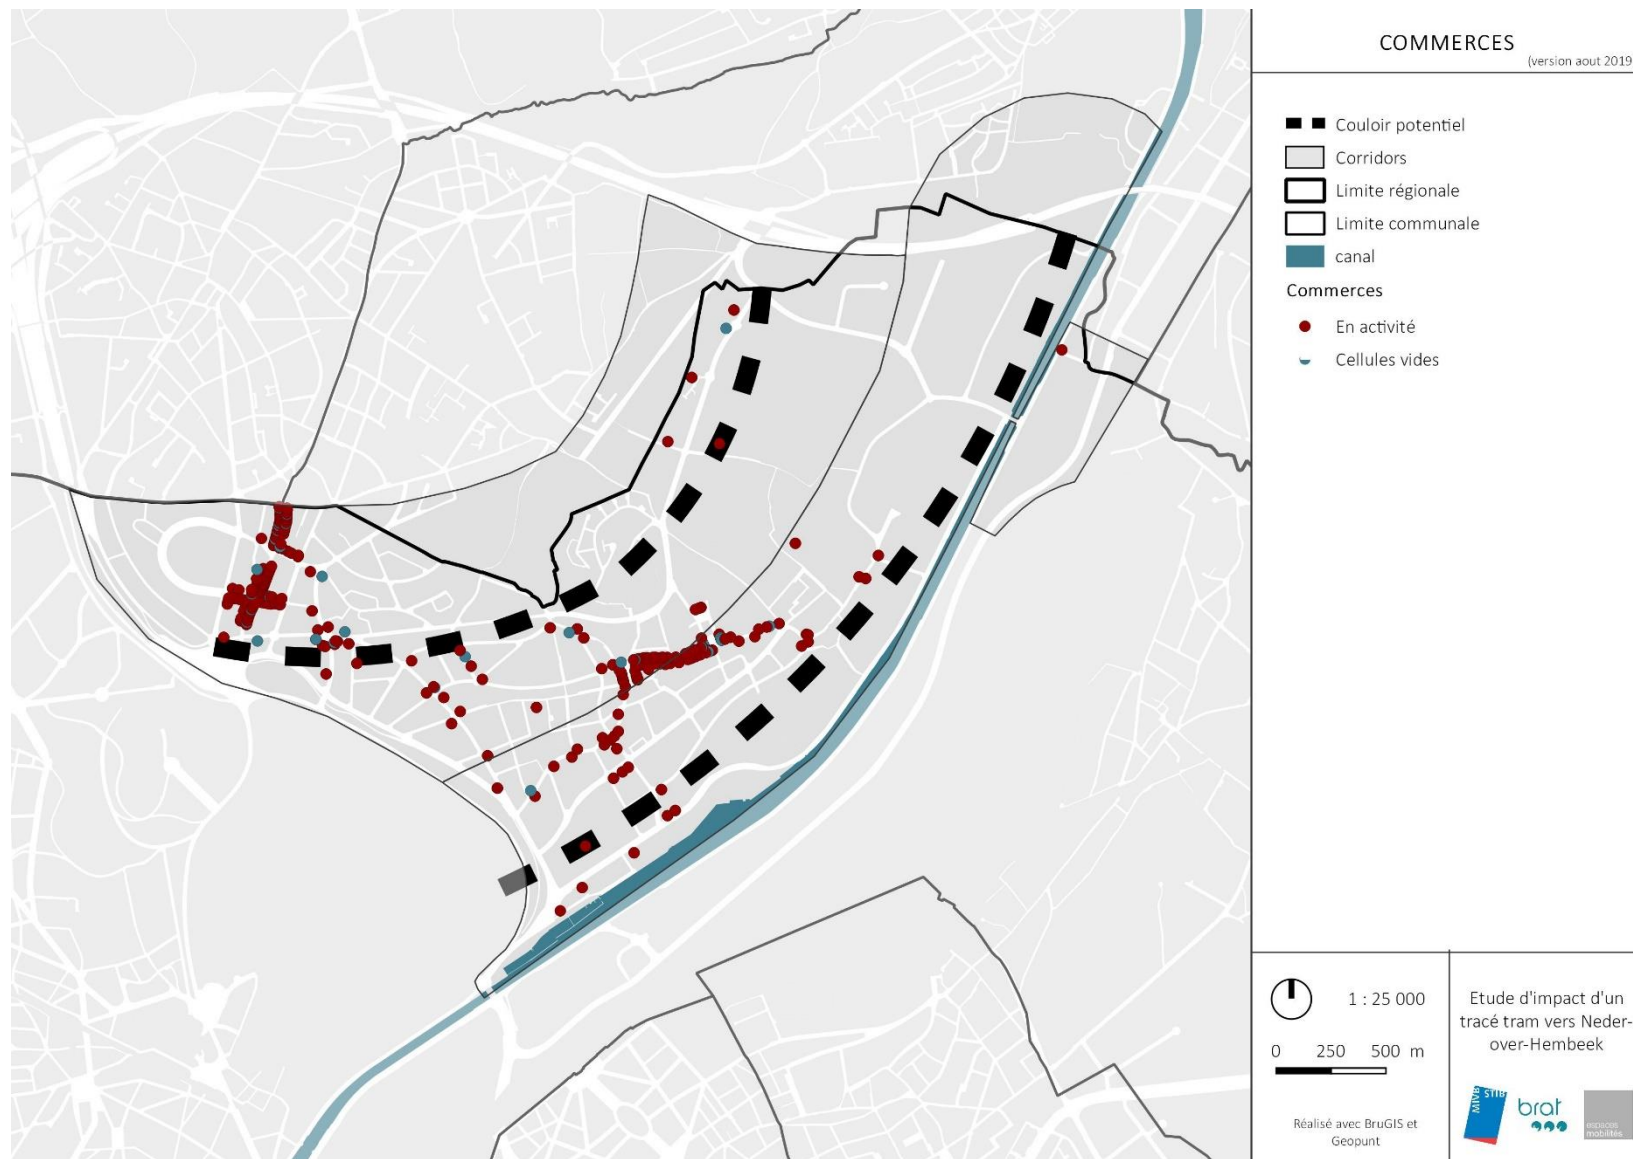 COMMERCES
(version aout 2019
Couloir potentiel
Corridors
Limite régionale
Limite communale
canal
Commerces
En activité
Cellules vides
1 : 25 000
0 250 500 m
Réalisé avec BruGIS et
Geopunt
Etude d'impact d'un
tracé tram vers Neder-
over-Hembeek
MIVB STIB
brat
espaces
mobilités